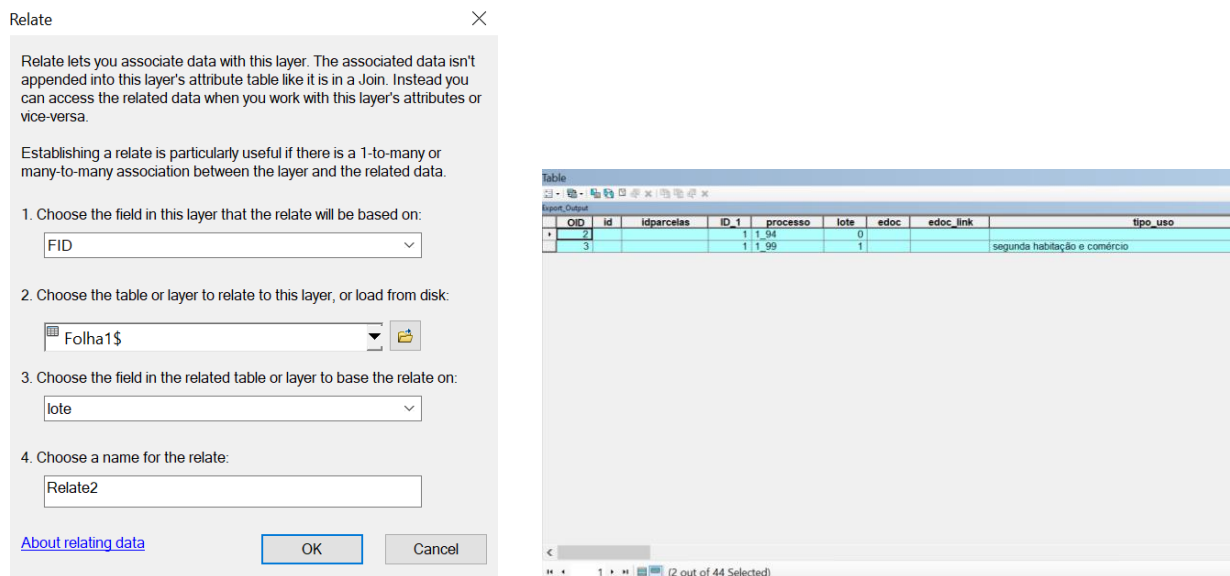 Relate
Relate lets you associate data with this layer. The associated data isn't
appended into this layer's attribute table like it is in a Join. Instead you
can access the related data when you work with this layer's attributes or
vice-versa.
Establishing a relate is particularly useful if there is a 1-to-many or
many-to-many association between the layer and the related data.
1. Choose the field in this layer that the relate will be based on:
FID
2. Choose the table or layer to relate to this layer, or load from disk:
Folha1$
3. Choose the field in the related table or layer to base the relate on:
lote
4. Choose a name for the relate:
Relate2
About relating data
OK Cancel
Table
Export_Output
OID id idparcelas ID_1 processo lote edoc edoc_link tipo_uso
2 1 1_94 0
3 1 1_99 1 segunda habitação e comércio
1 (2 out of 44 Selected)